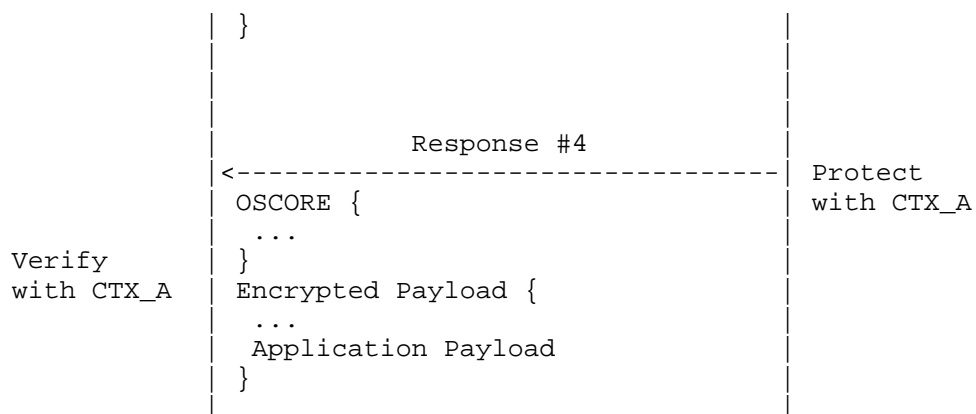 }
Response #4
<---------------------------------- Protect
OSCORE { with CTX_A
...
Verify }
with CTX_A Encrypted Payload {
...
Application Payload
}